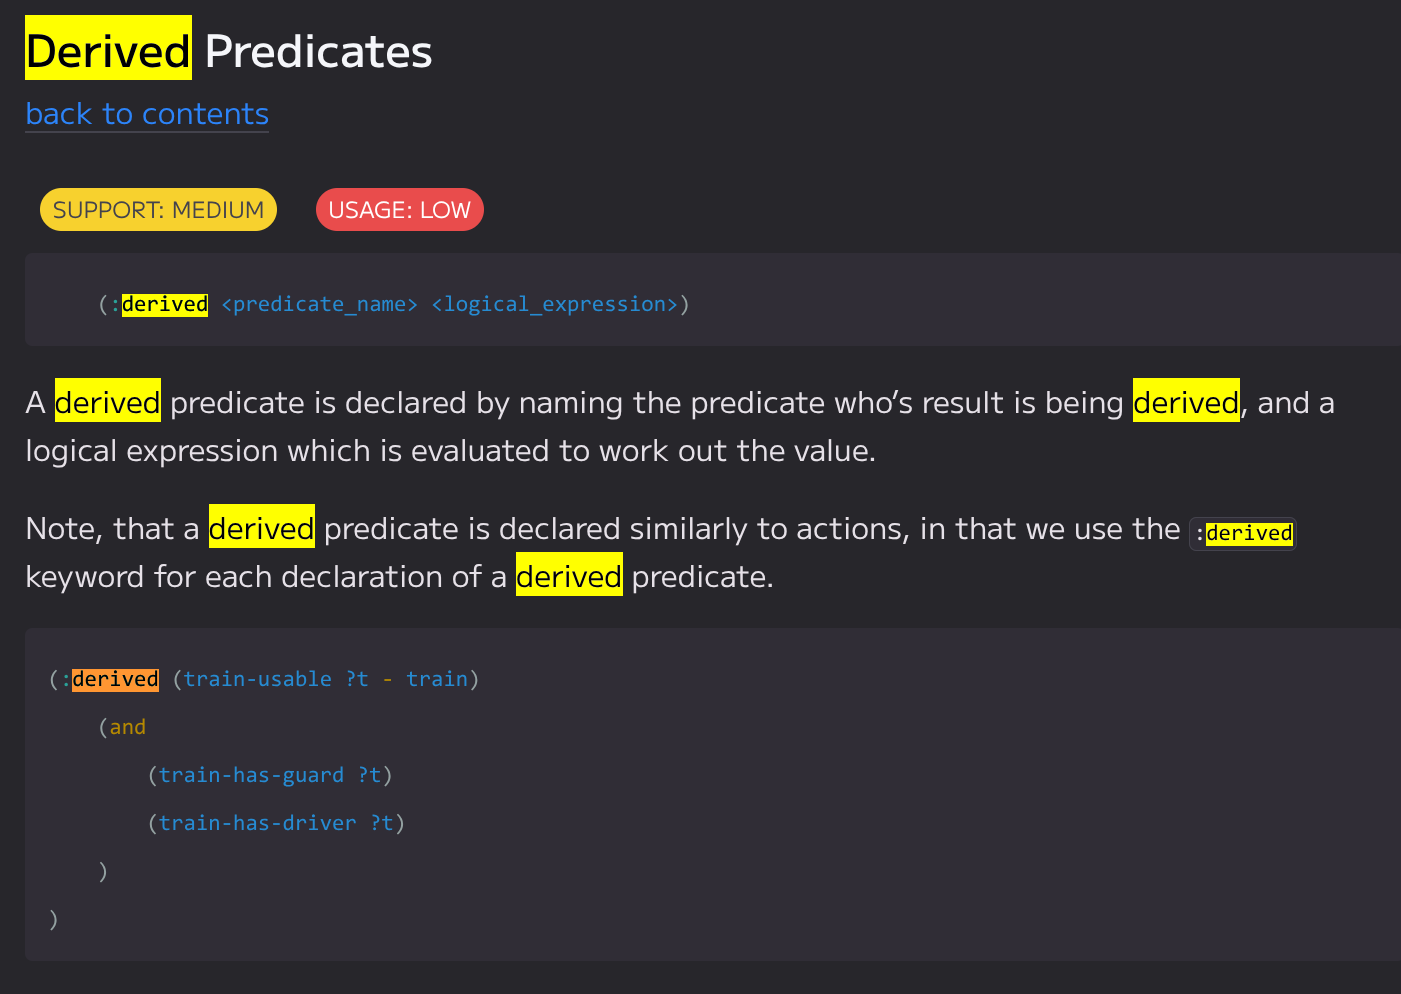 Derived Predicates
back to contents
SUPPORT: MEDIUM USAGE: LOW
(:derived <predicate_name> <logical_expression>)
A derived predicate is declared by naming the predicate who’s result is being derived, and a
logical expression which is evaluated to work out the value.
Note, that a derived predicate is declared similarly to actions, in that we use the :derived
keyword for each declaration of a derived predicate.
(:derived (train-usable ?t - train)
    (and
        (train-has-guard ?t)
        (train-has-driver ?t)
    )
)